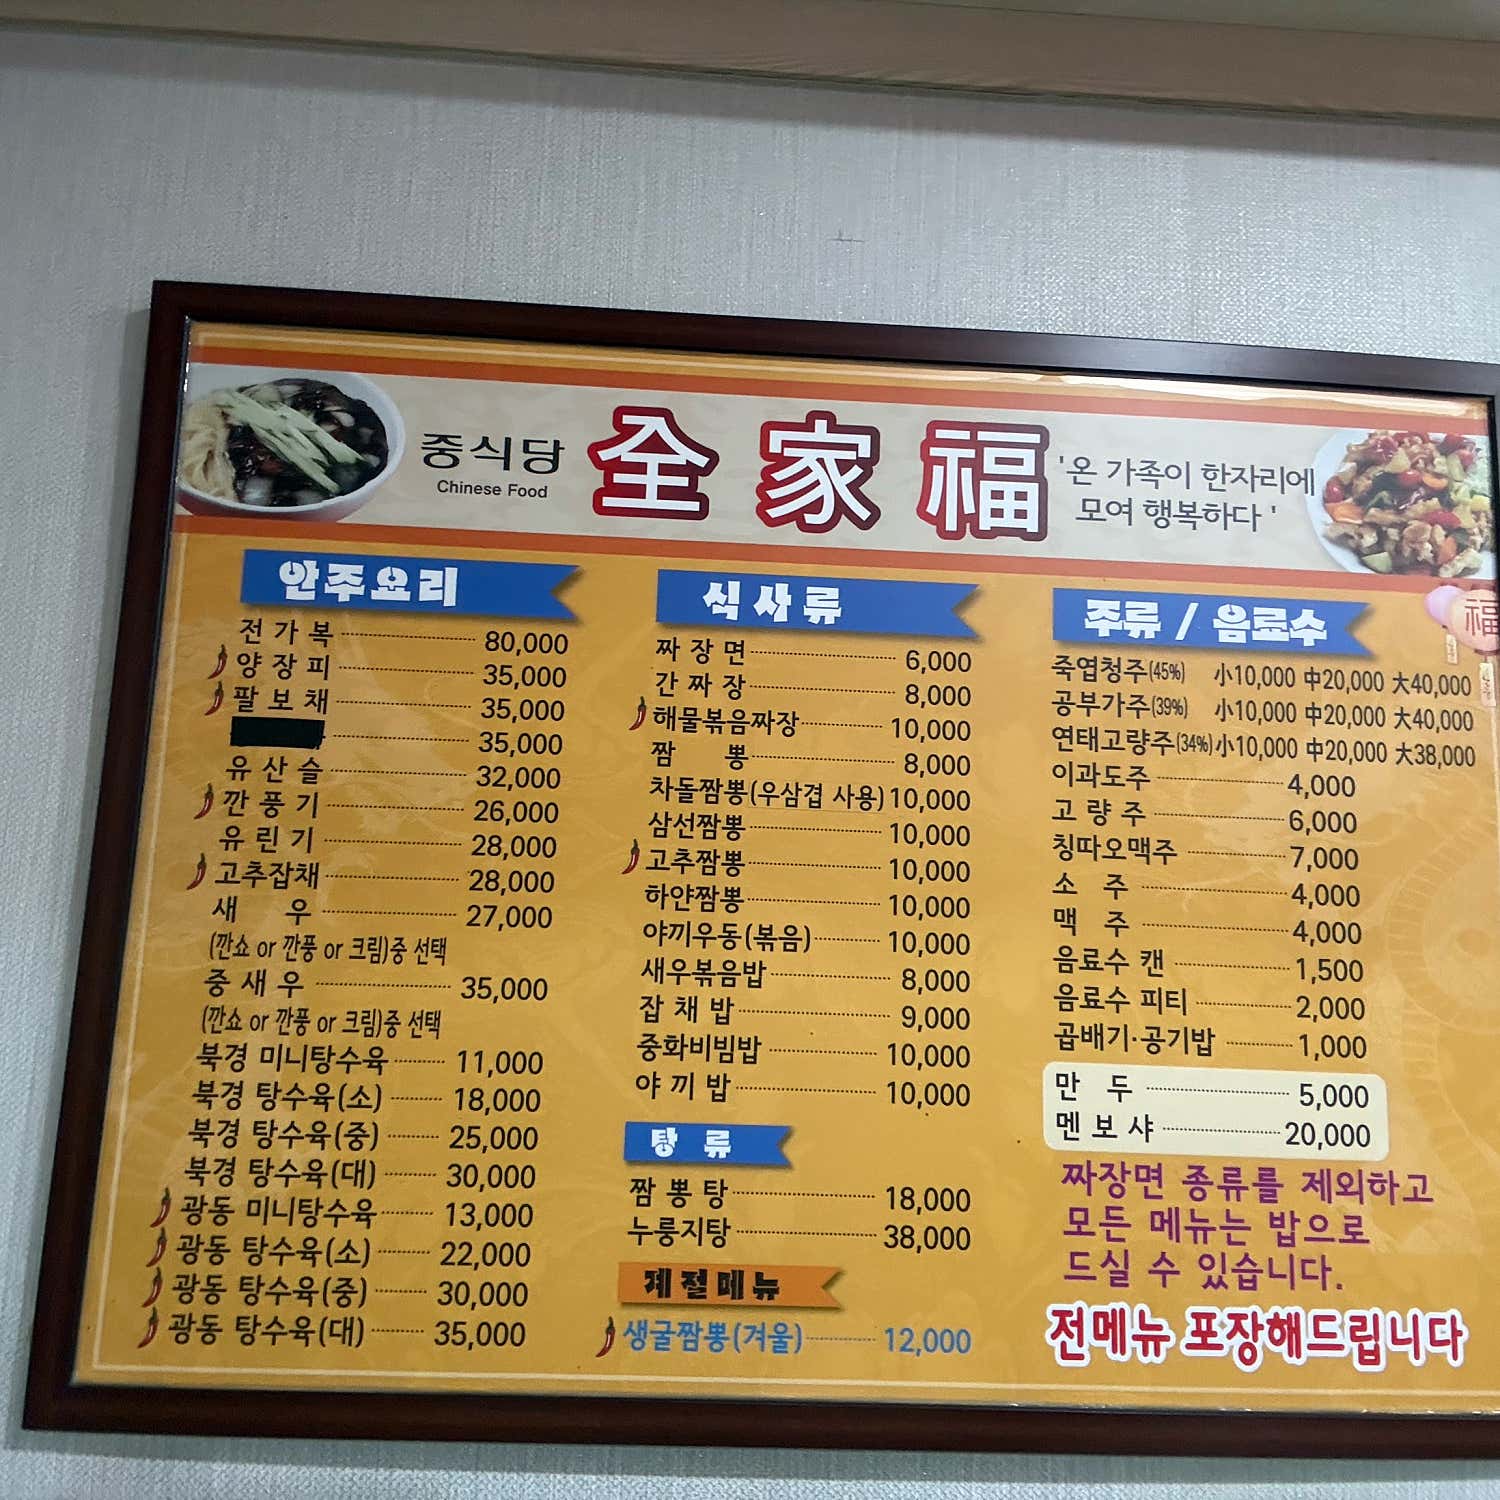 중식당
Chinese Food
全家福
'온 가족이 한자리에
모여 행복하다'
안주요리
전가복 80,000
양장피 35,000
팔보채 35,000
35,000
유산슬 32,000
깐풍기 26,000
유린기 28,000
고추잡채 28,000
새우 27,000
(깐쇼 or 깐풍 or 크림)중 선택
중새우 35,000
(깐쇼 or 깐풍 or 크림)중 선택
북경 미니탕수육 11,000
북경 탕수육(소) 18,000
북경 탕수육(중) 25,000
북경 탕수육(대) 30,000
광동 미니탕수육 13,000
광동 탕수육(소) 22,000
광동 탕수육(중) 30,000
광동 탕수육(대) 35,000
식사류
짜장면 6,000
간짜장 8,000
해물볶음짜장 10,000
짬뽕 8,000
차돌짬뽕(우삼겹 사용) 10,000
삼선짬뽕 10,000
고추짬뽕 10,000
하얀짬뽕 10,000
야끼우동(볶음) 10,000
새우볶음밥 8,000
잡채밥 9,000
중화비빔밥 10,000
야끼밥 10,000
탕류
짬뽕탕 18,000
누룽지탕 38,000
계절메뉴
생굴짬뽕(겨울) 12,000
주류 / 음료수
죽엽청주(45%) 小10,000 中20,000 大40,000
공부가주(39%) 小10,000 中20,000 大40,000
연태고량주(34%) 小10,000 中20,000 大38,000
이과도주 4,000
고량주 6,000
칭따오맥주 7,000
소주 4,000
맥주 4,000
음료수 캔 1,500
음료수 피티 2,000
곱배기·공기밥 1,000
만두 5,000
멘보샤 20,000
짜장면 종류를 제외하고
모든 메뉴는 밥으로
드실 수 있습니다.
전메뉴 포장해드립니다
福